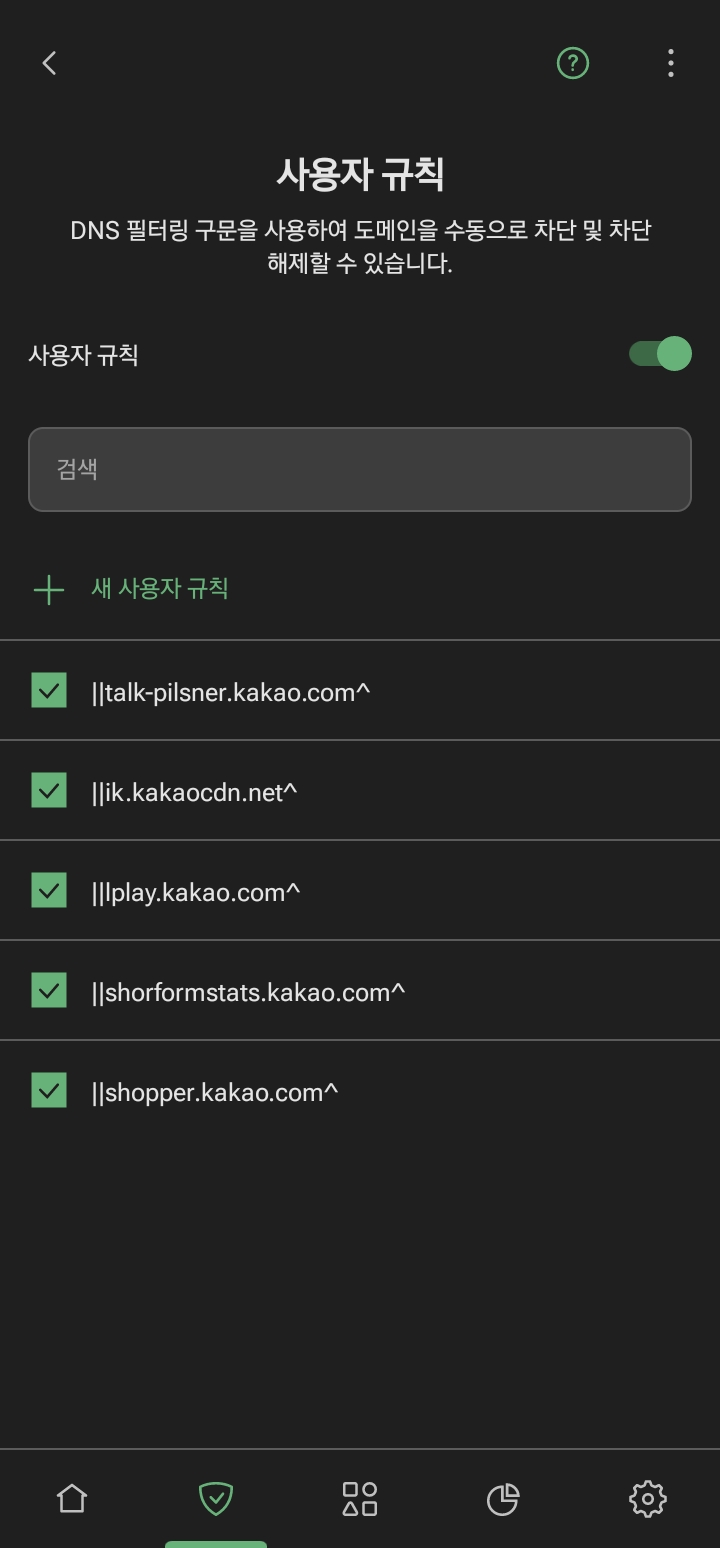 사용자 규칙
DNS 필터링 구문을 사용하여 도메인을 수동으로 차단 및 차단
해제할 수 있습니다.
사용자 규칙
검색
새 사용자 규칙
||talk-pilsner.kakao.com^
||ik.kakaocdn.net^
||lplay.kakao.com^
||shorformstats.kakao.com^
||shopper.kakao.com^